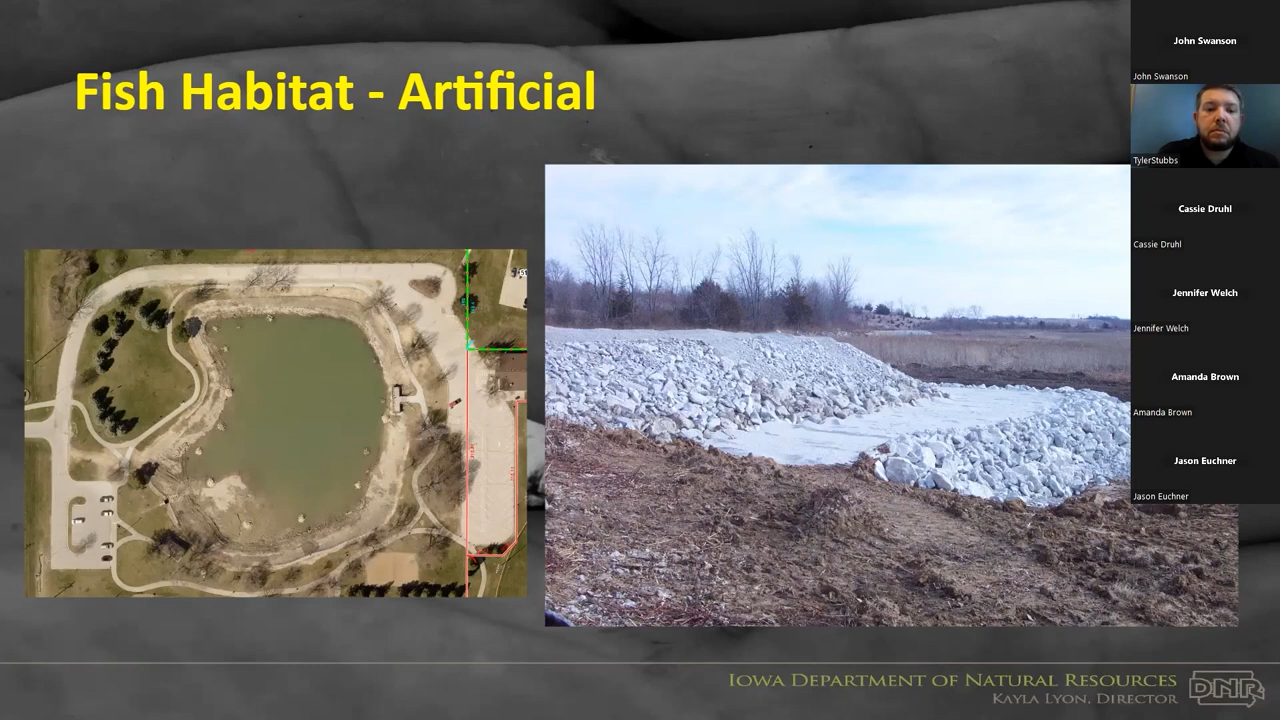 Fish Habitat - Artificial
John Swanson
John Swanson
TylerStubbs
Cassie Druhl
Cassie Druhl
Jennifer Welch
Jennifer Welch
Amanda Brown
Amanda Brown
Jason Euchner
Jason Euchner
IOWA DEPARTMENT OF NATURAL RESOURCES
KAYLA LYON, DIRECTOR
DNR